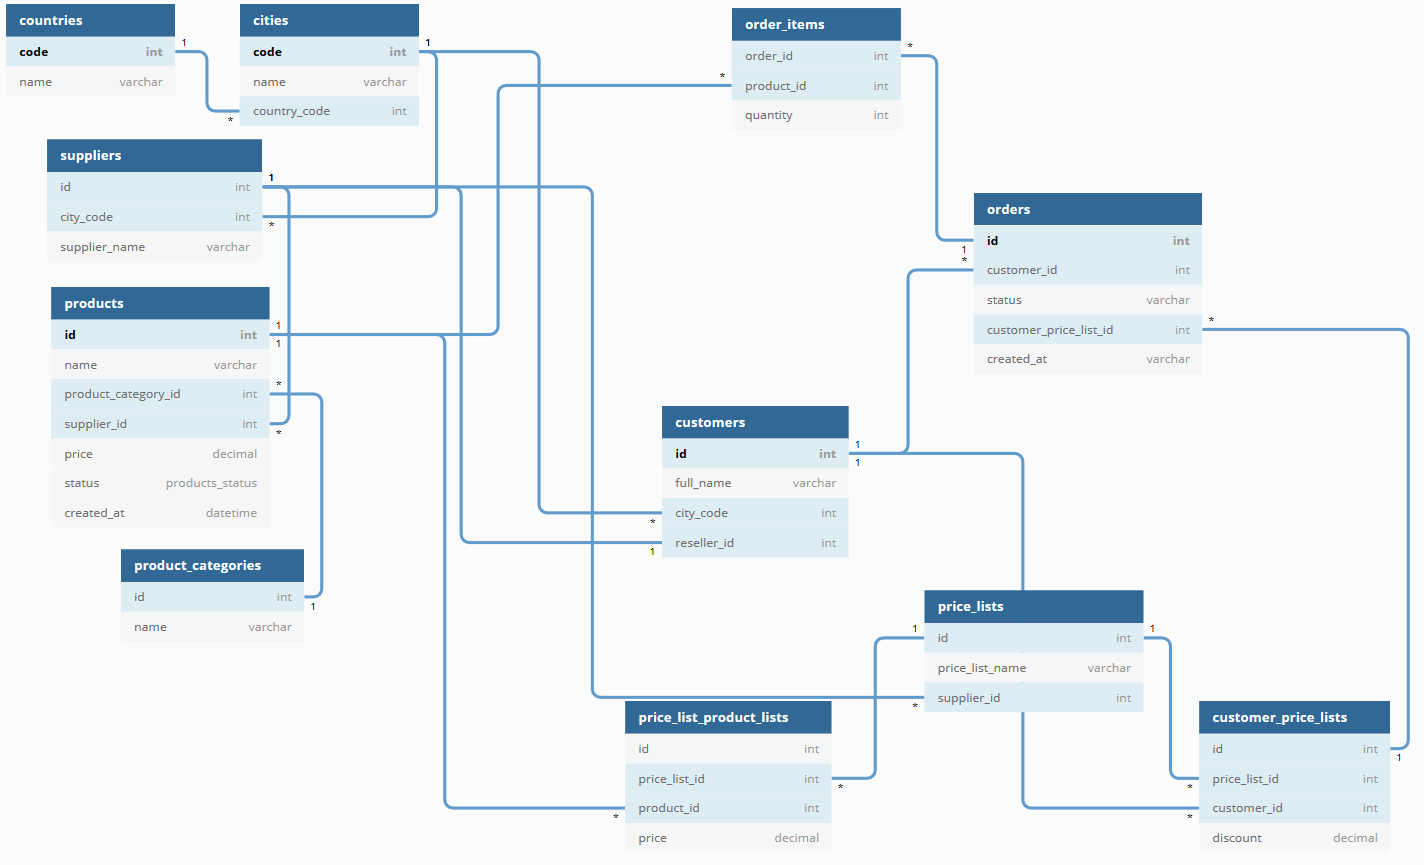 countries
code int
name varchar
1
*
cities
code int
name varchar
country_code int
1
suppliers
id int
city_code int
supplier_name varchar
1
*
products
id int
name varchar
product_category_id int
supplier_id int
price decimal
status products_status
created_at datetime
1
1
*
*
product_categories
id int
name varchar
1
order_items
order_id int
product_id int
quantity int
*
*
orders
id int
customer_id int
status varchar
customer_price_list_id int
created_at varchar
1
*
*
customers
id int
full_name varchar
city_code int
reseller_id int
1
1
*
1
price_lists
id int
price_list_name varchar
supplier_id int
1
1
*
price_list_product_lists
id int
price_list_id int
product_id int
price decimal
*
*
customer_price_lists
id int
price_list_id int
customer_id int
discount decimal
1
*
*